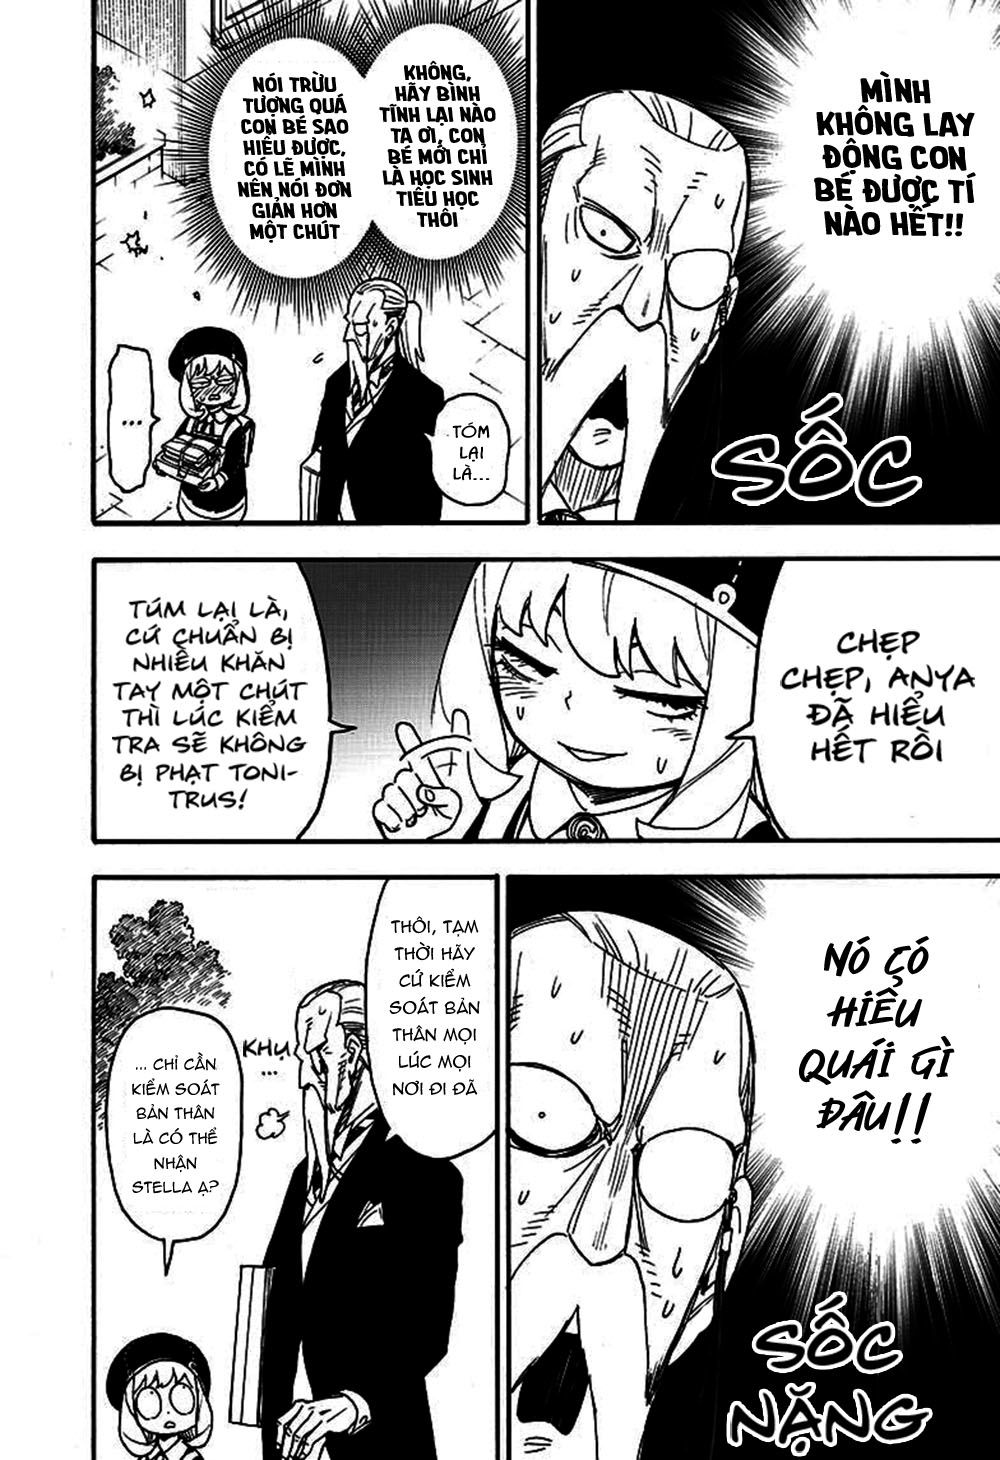 MÌNH
KHÔNG LAY
ĐỘNG CON
BÉ ĐƯỢC TÍ
NÀO HẾT!!
SỐC
KHÔNG,
HÃY BÌNH
TĨNH LẠI NÀO
TA ƠI, CON
BÉ MỚI CHỈ
LÀ HỌC SINH
TIỂU HỌC
THÔI
NÓI TRỪU
TƯỢNG QUÁ
CON BÉ SAO
HIỂU ĐƯỢC,
CÓ LẼ MÌNH
NÊN NÓI ĐƠN
GIẢN HƠN
MỘT CHÚT
TÓM
LẠI
LÀ...
...
CHẸP
CHẸP, ANYA
ĐÃ HIỂU
HẾT RỒI
TÚM LẠI LÀ,
CỨ CHUẨN BỊ
NHIỀU KHĂN
TAY MỘT CHÚT
THÌ LÚC KIỂM
TRA SẼ KHÔNG
BỊ PHẠT TONI-
TRUS!
NÓ CÓ
HIỂU
QUÁI GÌ
ĐÂU!!
SỐC
NẶNG
THÔI, TẠM
THỜI HÃY
CỨ KIỂM
SOÁT BẢN
THÂN MỌI
LÚC MỌI
NƠI ĐI ĐÃ
KHỤ
...
... CHỈ CẦN
KIỂM SOÁT
BẢN THÂN
LÀ CÓ THỂ
NHẬN
STELLA Ạ?